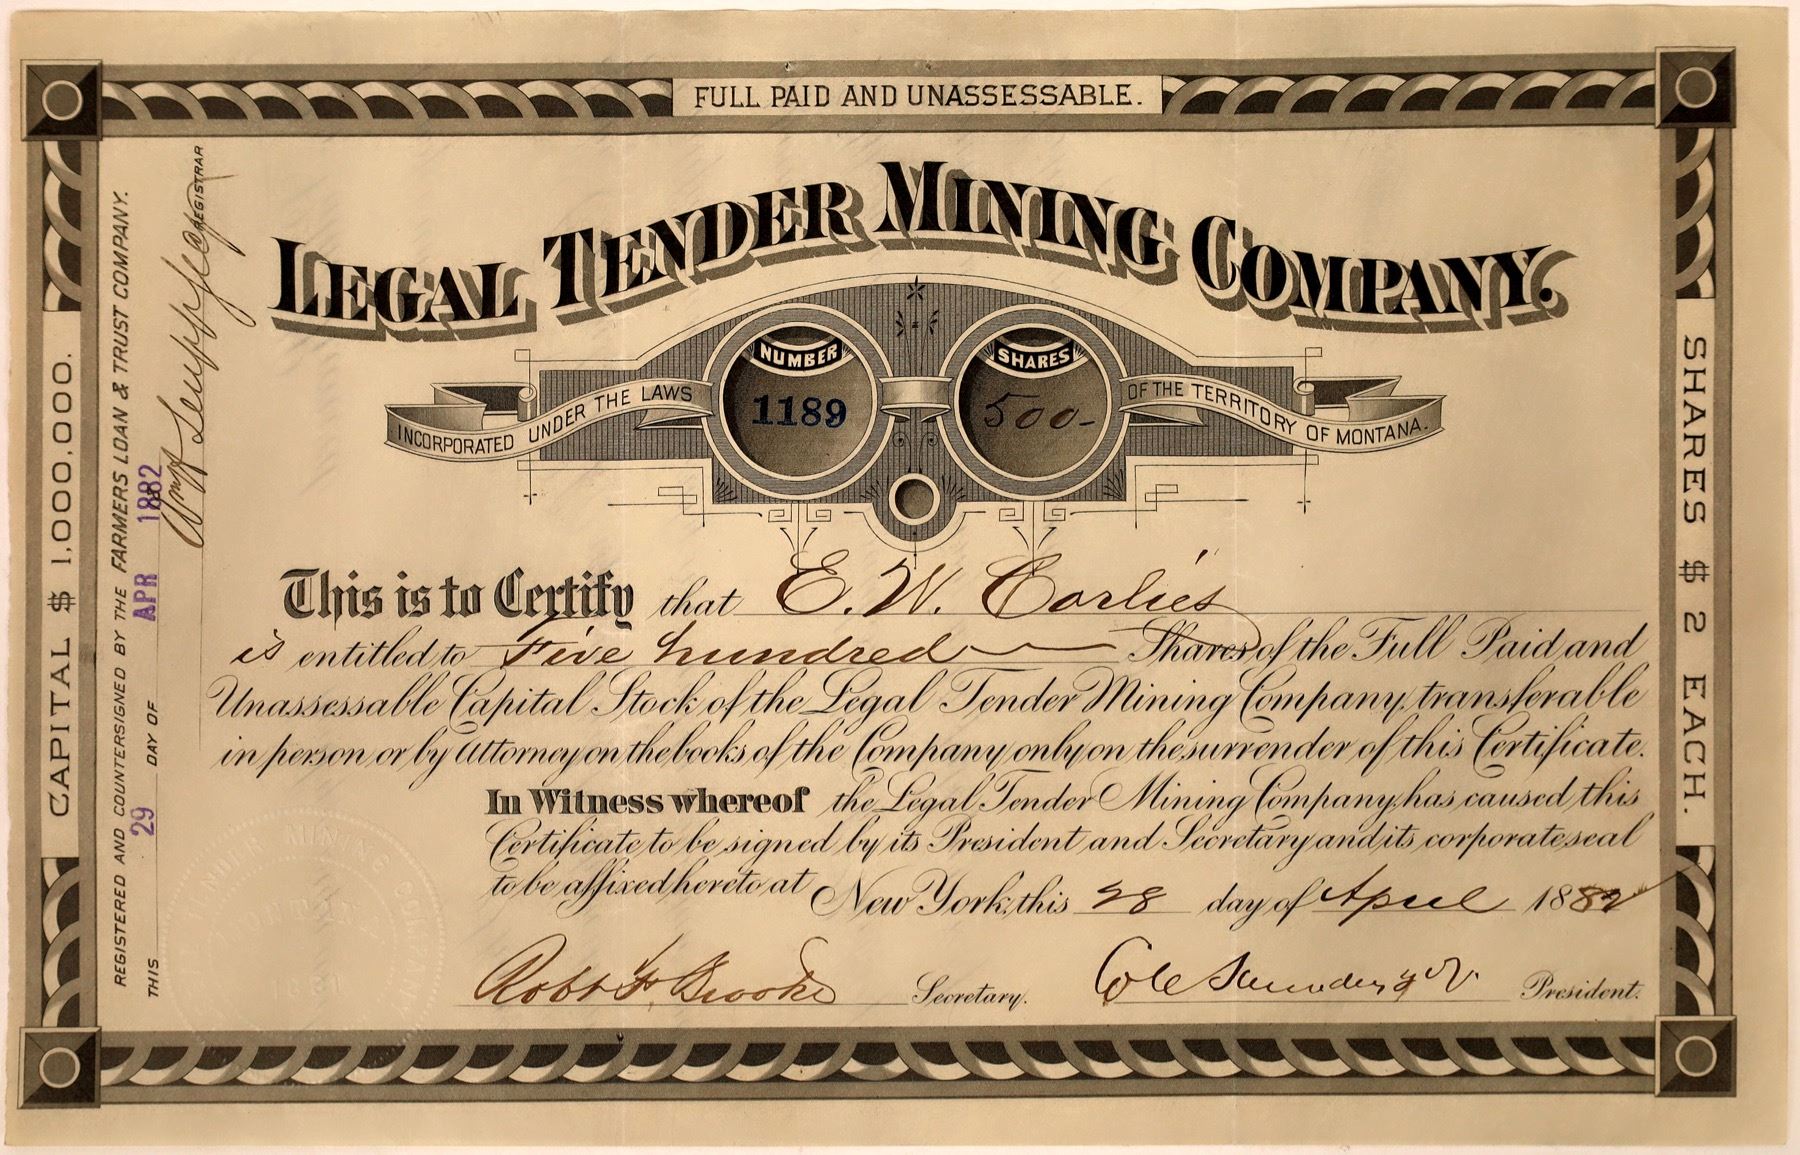 FULL PAID AND UNASSESSABLE.
LEGAL TENDER MINING COMPANY.
NUMBER
1189
SHARES
500-
INCORPORATED UNDER THE LAWS
OF THE TERRITORY OF MONTANA.
This is to Certify that E. W. Corlies
is entitled to Five hundred Shares of the Full Paid and
Unassessable Capital Stock of the Legal Tender Mining Company, transferable
in person or by Attorney on the books of the Company only on the surrender of this Certificate.
In Witness whereof the Legal Tender Mining Company, has caused this
Certificate to be signed by its President and Secretary and its corporate seal
to be affixed hereto at New York, this 28 day of April 1882
Robt F. Brooke Secretary.
Cole Saunders President.
CAPITAL $ 1,000,000.
REGISTERED AND COUNTERSIGNED BY THE FARMERS LOAN & TRUST COMPANY.
THIS 29 DAY OF APR 1882
REGISTRAR
SHARES $ 2 EACH.